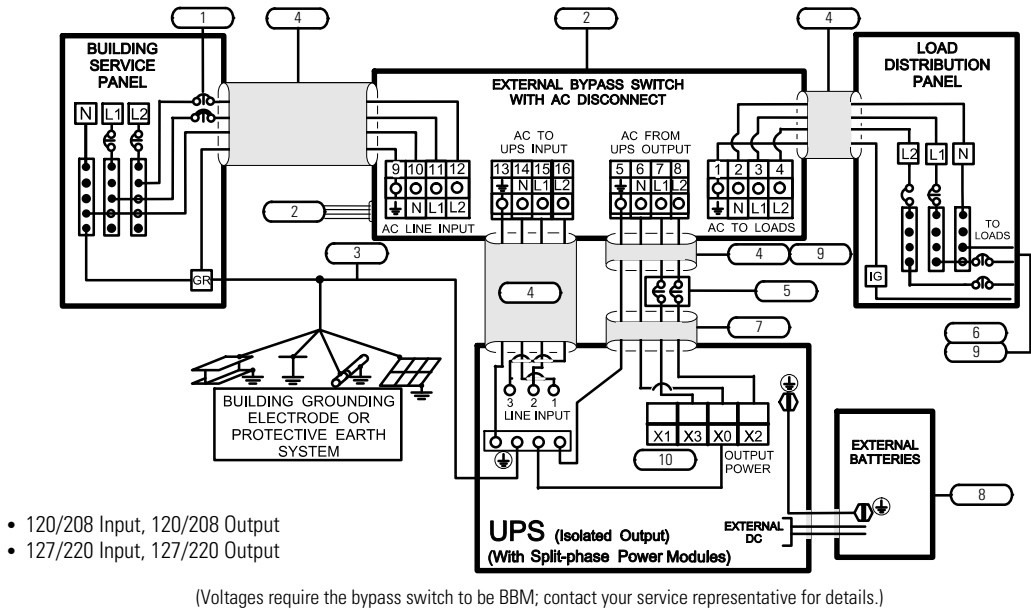 1
4
2
4
BUILDING
SERVICE
PANEL
N L1 L2
EXTERNAL BYPASS SWITCH
WITH AC DISCONNECT
LOAD
DISTRIBUTION
PANEL
AC TO
UPS INPUT
AC FROM
UPS OUTPUT
9 10 11 12
N L1 L2
AC LINE INPUT
13 14 15 16
N L1 L2
5 6 7 8
N L1 L2
1 2 3 4
N L1 L2
AC TO LOADS
L2 L1 N
TO
LOADS
2
3
GR
IG
4
4
9
5
7
6
9
BUILDING GROUNDING
ELECTRODE OR
PROTECTIVE EARTH
SYSTEM
3 2 1
LINE INPUT
X1 X3 X0 X2
10
OUTPUT
POWER
EXTERNAL
BATTERIES
8
UPS (Isolated Output)
(With Split-phase Power Modules)
EXTERNAL
DC
• 120/208 Input, 120/208 Output
• 127/220 Input, 127/220 Output
(Voltages require the bypass switch to be BBM; contact your service representative for details.)